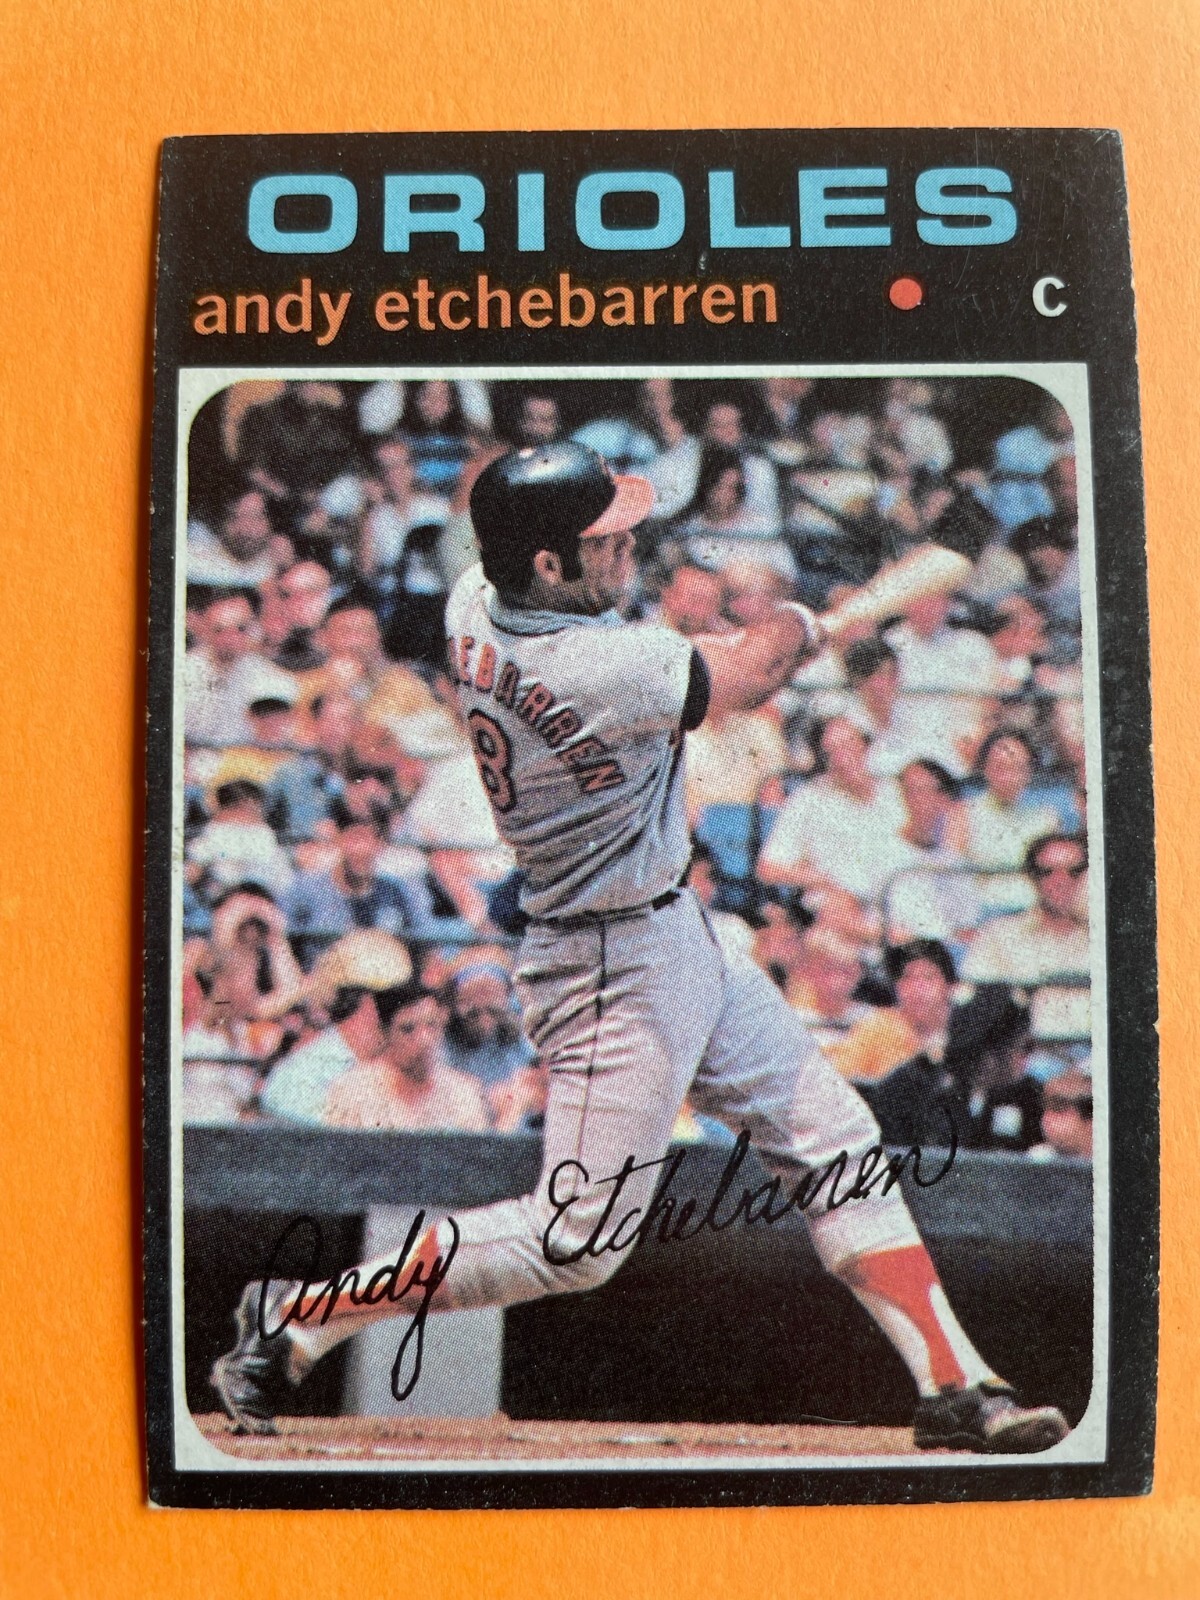 ORIOLES
andy etchebarren • c
EBARREN
8
Andy Etchebarren